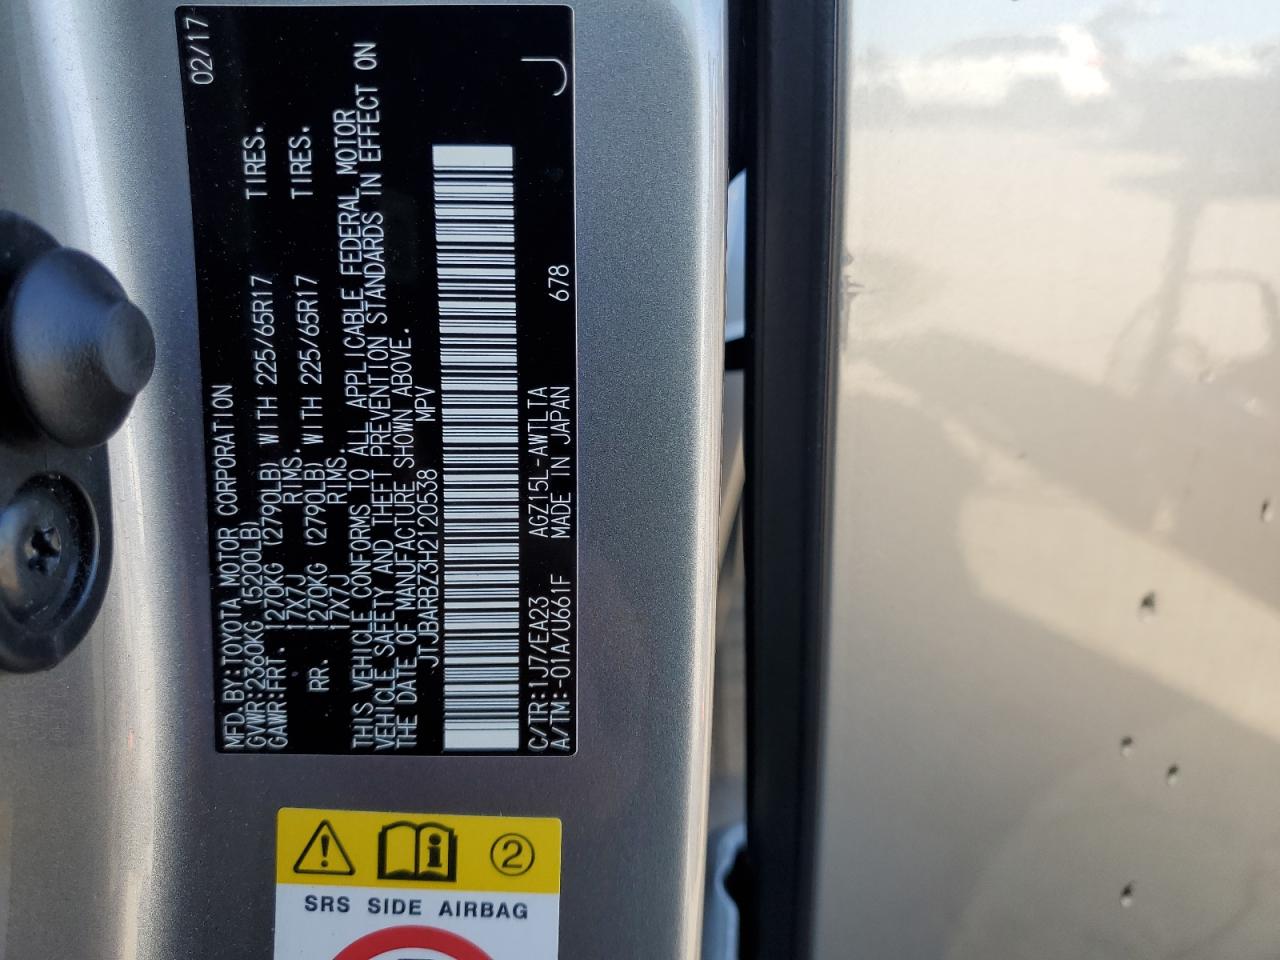 MFD.BY:TOYOTA MOTOR CORPORATION 02/17
GVWR:2360KG (5200LB)
GAWR:FRT. 1270KG (2790LB) WITH 225/65R17 TIRES.
17X7J RIMS.
RR. 1270KG (2790LB) WITH 225/65R17 TIRES.
17X7J RIMS.
THIS VEHICLE CONFORMS TO ALL APPLICABLE FEDERAL MOTOR
VEHICLE SAFETY AND THEFT PREVENTION STANDARDS IN EFFECT ON
THE DATE OF MANUFACTURE SHOWN ABOVE.
JTJBARBZ3H2120538 MPV
C/TR:1J7/EA23 AGZ15L-AWTLTA
A/TM:-01A/U661F MADE IN JAPAN 678
J
2
SRS SIDE AIRBAG